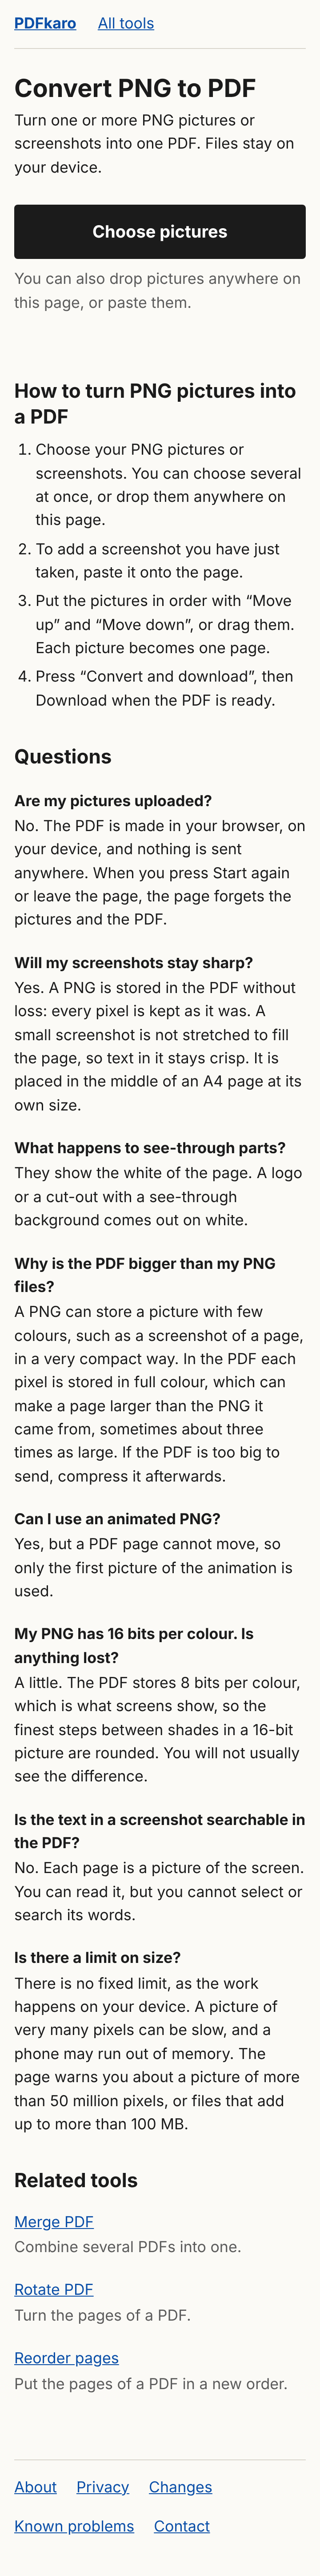 PDFkaro All tools
Convert PNG to PDF
Turn one or more PNG pictures or
screenshots into one PDF. Files stay on
your device.
Choose pictures
You can also drop pictures anywhere on
this page, or paste them.
How to turn PNG pictures into
a PDF
1. Choose your PNG pictures or
screenshots. You can choose several
at once, or drop them anywhere on
this page.
2. To add a screenshot you have just
taken, paste it onto the page.
3. Put the pictures in order with “Move
up” and “Move down”, or drag them.
Each picture becomes one page.
4. Press “Convert and download”, then
Download when the PDF is ready.
Questions
Are my pictures uploaded?
No. The PDF is made in your browser, on
your device, and nothing is sent
anywhere. When you press Start again
or leave the page, the page forgets the
pictures and the PDF.
Will my screenshots stay sharp?
Yes. A PNG is stored in the PDF without
loss: every pixel is kept as it was. A
small screenshot is not stretched to fill
the page, so text in it stays crisp. It is
placed in the middle of an A4 page at its
own size.
What happens to see-through parts?
They show the white of the page. A logo
or a cut-out with a see-through
background comes out on white.
Why is the PDF bigger than my PNG
files?
A PNG can store a picture with few
colours, such as a screenshot of a page,
in a very compact way. In the PDF each
pixel is stored in full colour, which can
make a page larger than the PNG it
came from, sometimes about three
times as large. If the PDF is too big to
send, compress it afterwards.
Can I use an animated PNG?
Yes, but a PDF page cannot move, so
only the first picture of the animation is
used.
My PNG has 16 bits per colour. Is
anything lost?
A little. The PDF stores 8 bits per colour,
which is what screens show, so the
finest steps between shades in a 16-bit
picture are rounded. You will not usually
see the difference.
Is the text in a screenshot searchable in
the PDF?
No. Each page is a picture of the screen.
You can read it, but you cannot select or
search its words.
Is there a limit on size?
There is no fixed limit, as the work
happens on your device. A picture of
very many pixels can be slow, and a
phone may run out of memory. The
page warns you about a picture of more
than 50 million pixels, or files that add
up to more than 100 MB.
Related tools
Merge PDF
Combine several PDFs into one.
Rotate PDF
Turn the pages of a PDF.
Reorder pages
Put the pages of a PDF in a new order.
About Privacy Changes
Known problems Contact